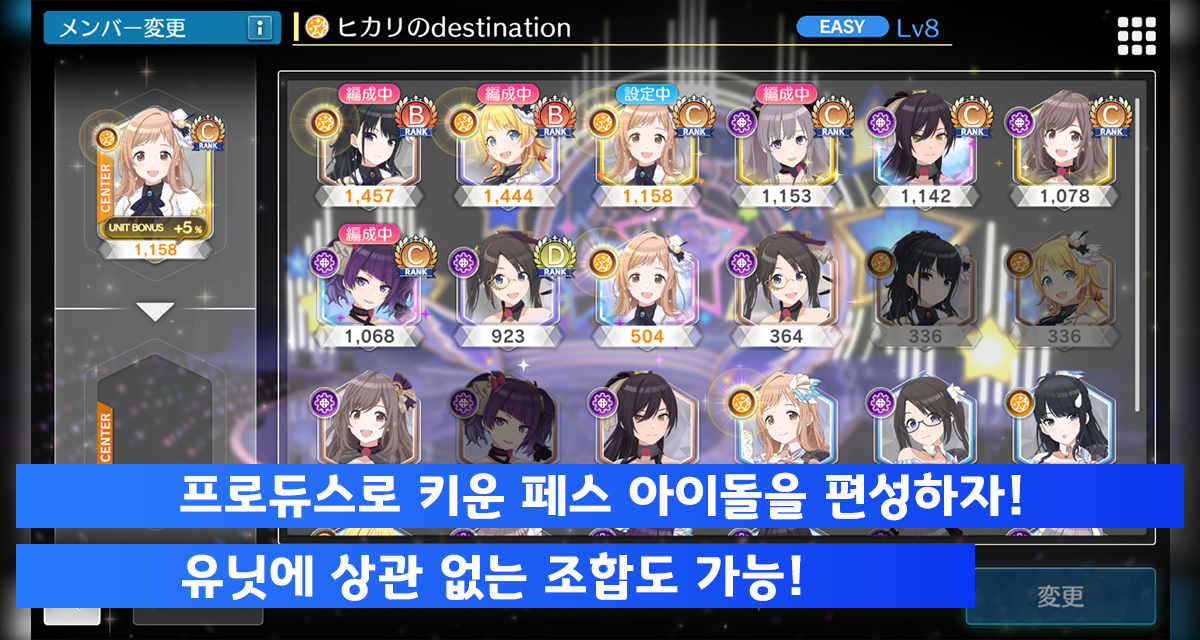 メンバー変更
i
ヒカリのdestination
EASY Lv8
C RANK
CENTER
UNIT BONUS +5%
1,158
編成中 編成中 設定中 編成中
B RANK B RANK C RANK C RANK C RANK C RANK
1,457 1,444 1,158 1,153 1,142 1,078
編成中
C RANK D RANK
1,068 923 504 364 336 336
CENTER
프로듀스로 키운 페스 아이돌을 편성하자!
유닛에 상관 없는 조합도 가능!
変更